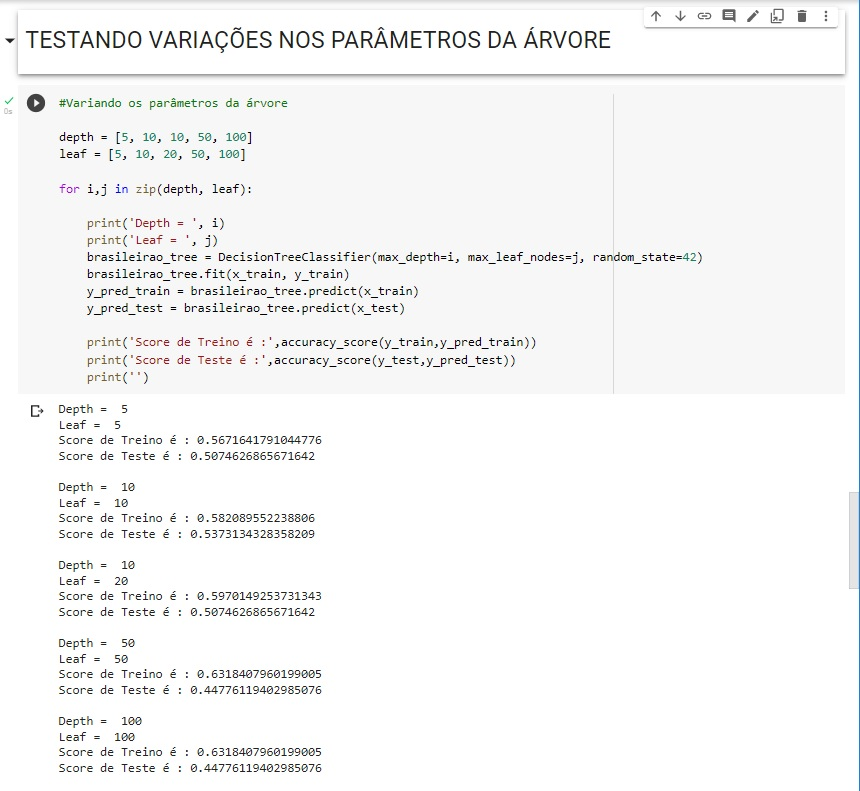 TESTANDO VARIAÇÕES NOS PARÂMETROS DA ÁRVORE
0s
#Variando os parâmetros da árvore
depth = [5, 10, 10, 50, 100]
leaf = [5, 10, 20, 50, 100]
for i,j in zip(depth, leaf):
print('Depth = ', i)
print('Leaf = ', j)
brasileirao_tree = DecisionTreeClassifier(max_depth=i, max_leaf_nodes=j, random_state=42)
brasileirao_tree.fit(x_train, y_train)
y_pred_train = brasileirao_tree.predict(x_train)
y_pred_test = brasileirao_tree.predict(x_test)
print('Score de Treino é :',accuracy_score(y_train,y_pred_train))
print('Score de Teste é :',accuracy_score(y_test,y_pred_test))
print('')
Depth =  5
Leaf =  5
Score de Treino é : 0.5671641791044776
Score de Teste é : 0.5074626865671642
Depth =  10
Leaf =  10
Score de Treino é : 0.582089552238806
Score de Teste é : 0.5373134328358209
Depth =  10
Leaf =  20
Score de Treino é : 0.5970149253731343
Score de Teste é : 0.5074626865671642
Depth =  50
Leaf =  50
Score de Treino é : 0.6318407960199005
Score de Teste é : 0.44776119402985076
Depth =  100
Leaf =  100
Score de Treino é : 0.6318407960199005
Score de Teste é : 0.44776119402985076